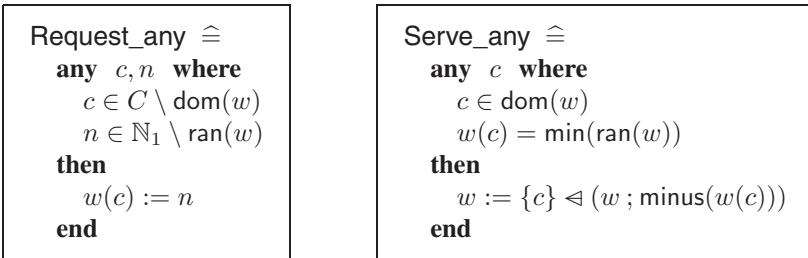 Request_any ≙
any c, n where
c ∈ C \ dom(w)
n ∈ ℕ₁ \ ran(w)
then
w(c) := n
end
Serve_any ≙
any c where
c ∈ dom(w)
w(c) = min(ran(w))
then
w := {c} ⩤ (w ; minus(w(c)))
end